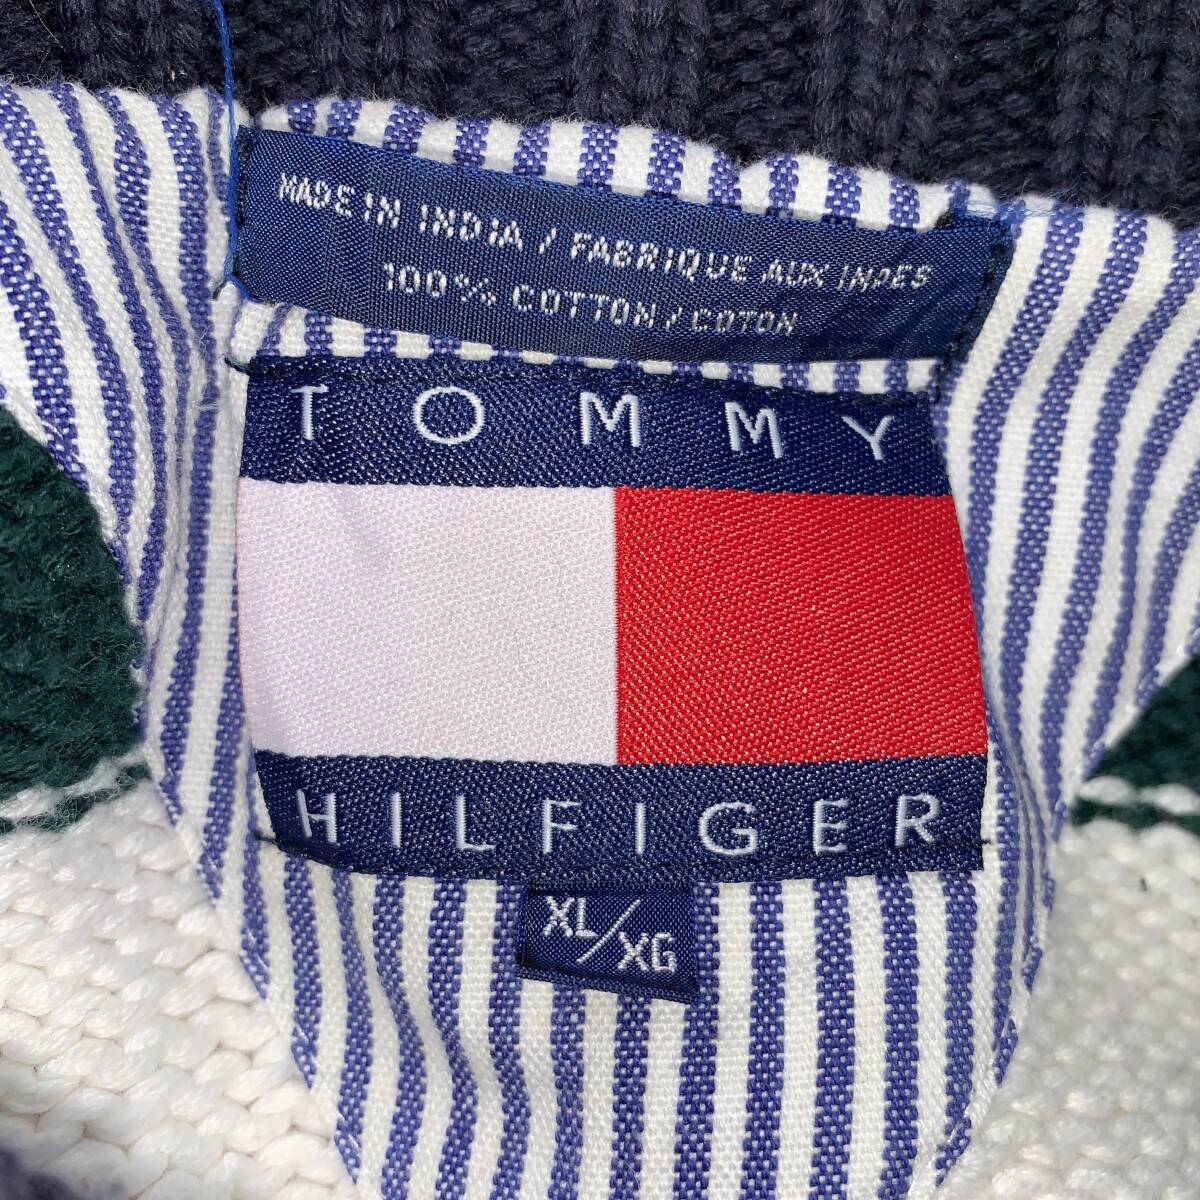 MADE IN INDIA / FABRIQUE AUX INDES
100% COTTON / COTON
TOMMY
HILFIGER
XL/XG